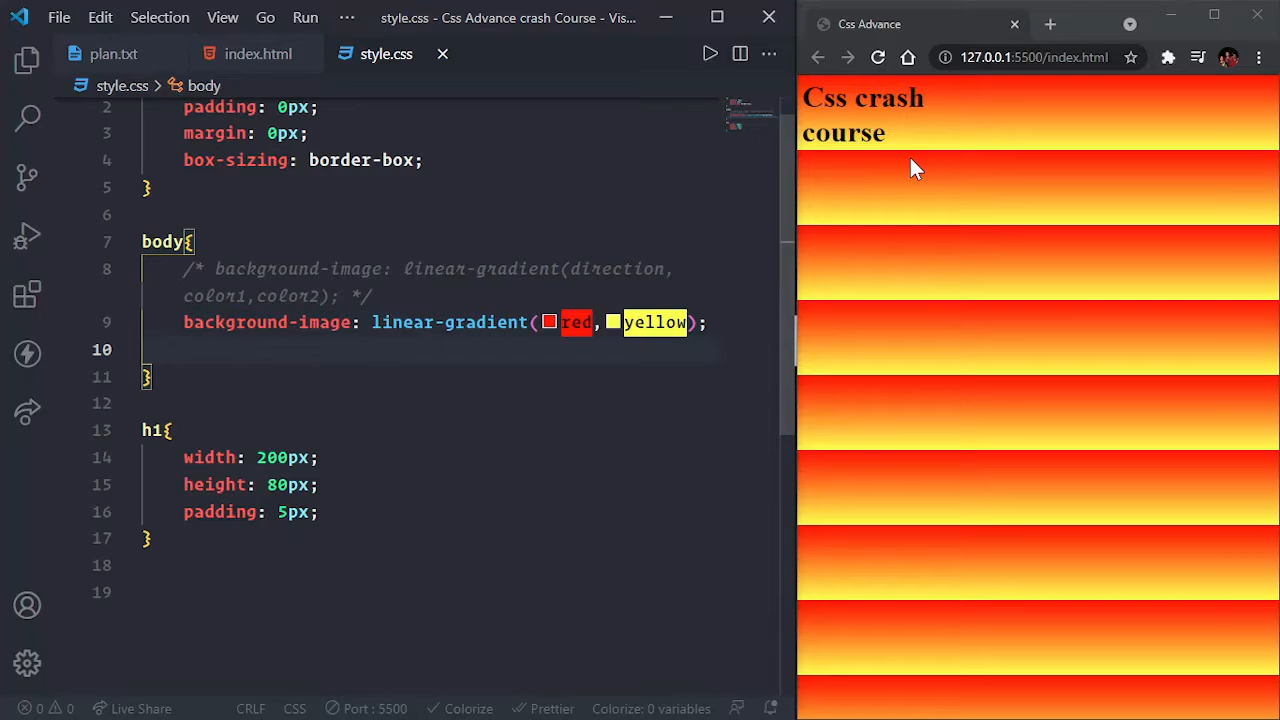 File Edit Selection View Go Run ··· style.css - Css Advance crash Course - Vis...
plan.txt index.html style.css
style.css > body
2 padding: 0px;
3 margin: 0px;
4 box-sizing: border-box;
5 }
6
7 body{
8 /* background-image: linear-gradient(direction,
color1,color2); */
9 background-image: linear-gradient(red,yellow);
10
11 }
12
13 h1{
14 width: 200px;
15 height: 80px;
16 padding: 5px;
17 }
18
19
0 0 Live Share CRLF CSS Port : 5500 Colorize Prettier Colorize: 0 variables
Css Advance
127.0.0.1:5500/index.html
Css crash
course